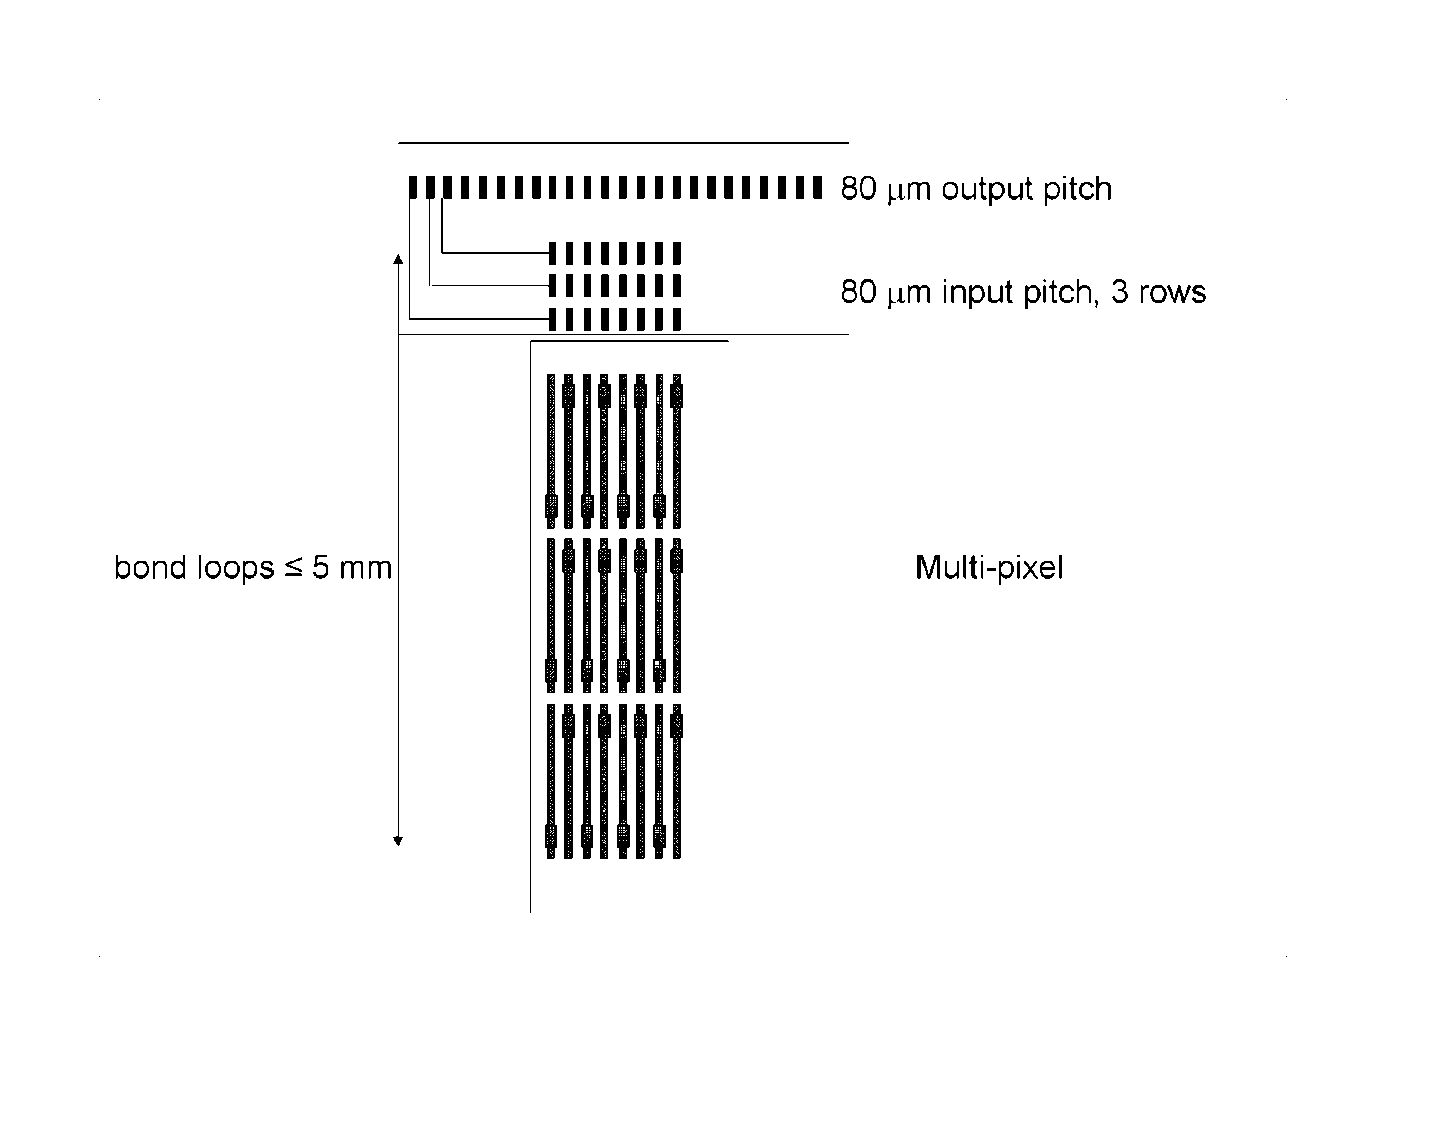 80 μm output pitch
80 μm input pitch, 3 rows
bond loops ≤ 5 mm
Multi-pixel